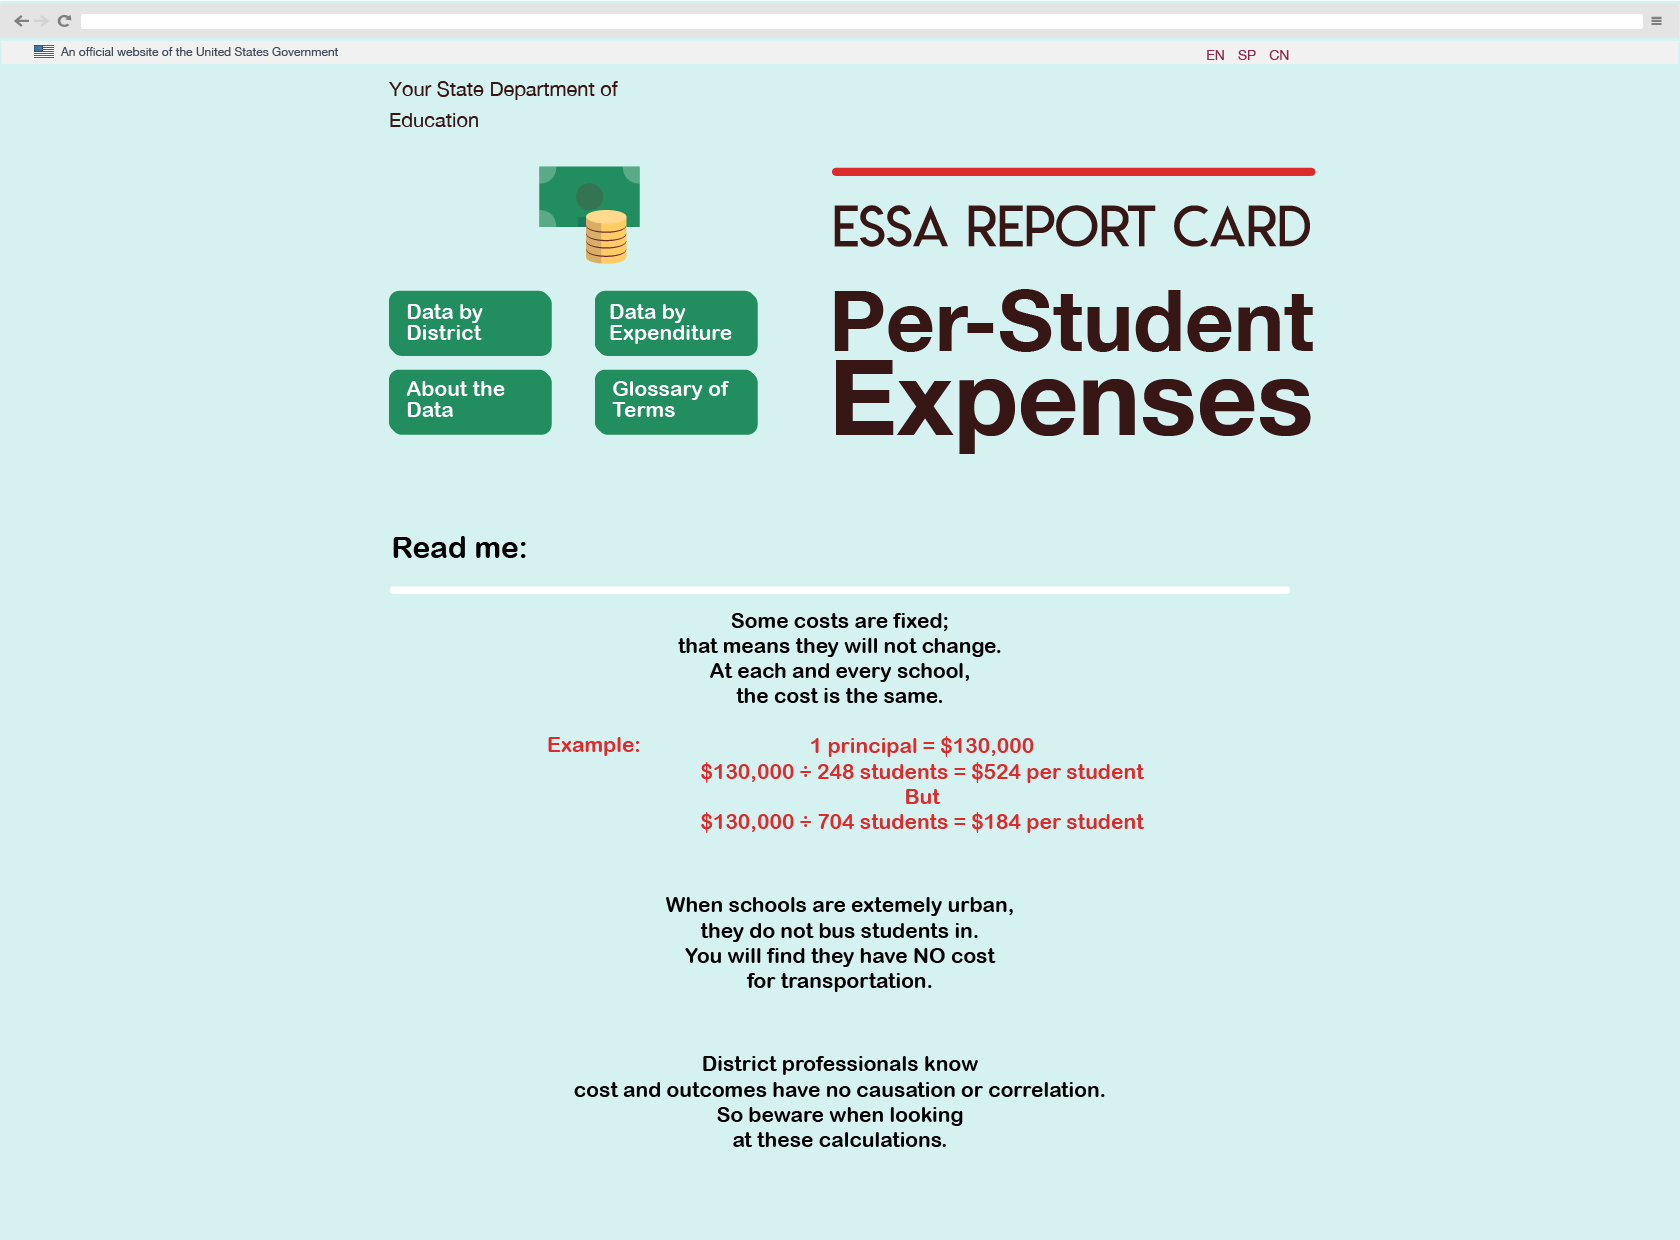 An official website of the United States Government
EN SP CN
Your State Department of
Education
ESSA REPORT CARD
Per-Student
Expenses
Data by
District
Data by
Expenditure
About the
Data
Glossary of
Terms
Read me:
Some costs are fixed;
that means they will not change.
At each and every school,
the cost is the same.
Example:
1 principal = $130,000
$130,000 ÷ 248 students = $524 per student
But
$130,000 ÷ 704 students = $184 per student
When schools are extemely urban,
they do not bus students in.
You will find they have NO cost
for transportation.
District professionals know
cost and outcomes have no causation or correlation.
So beware when looking
at these calculations.